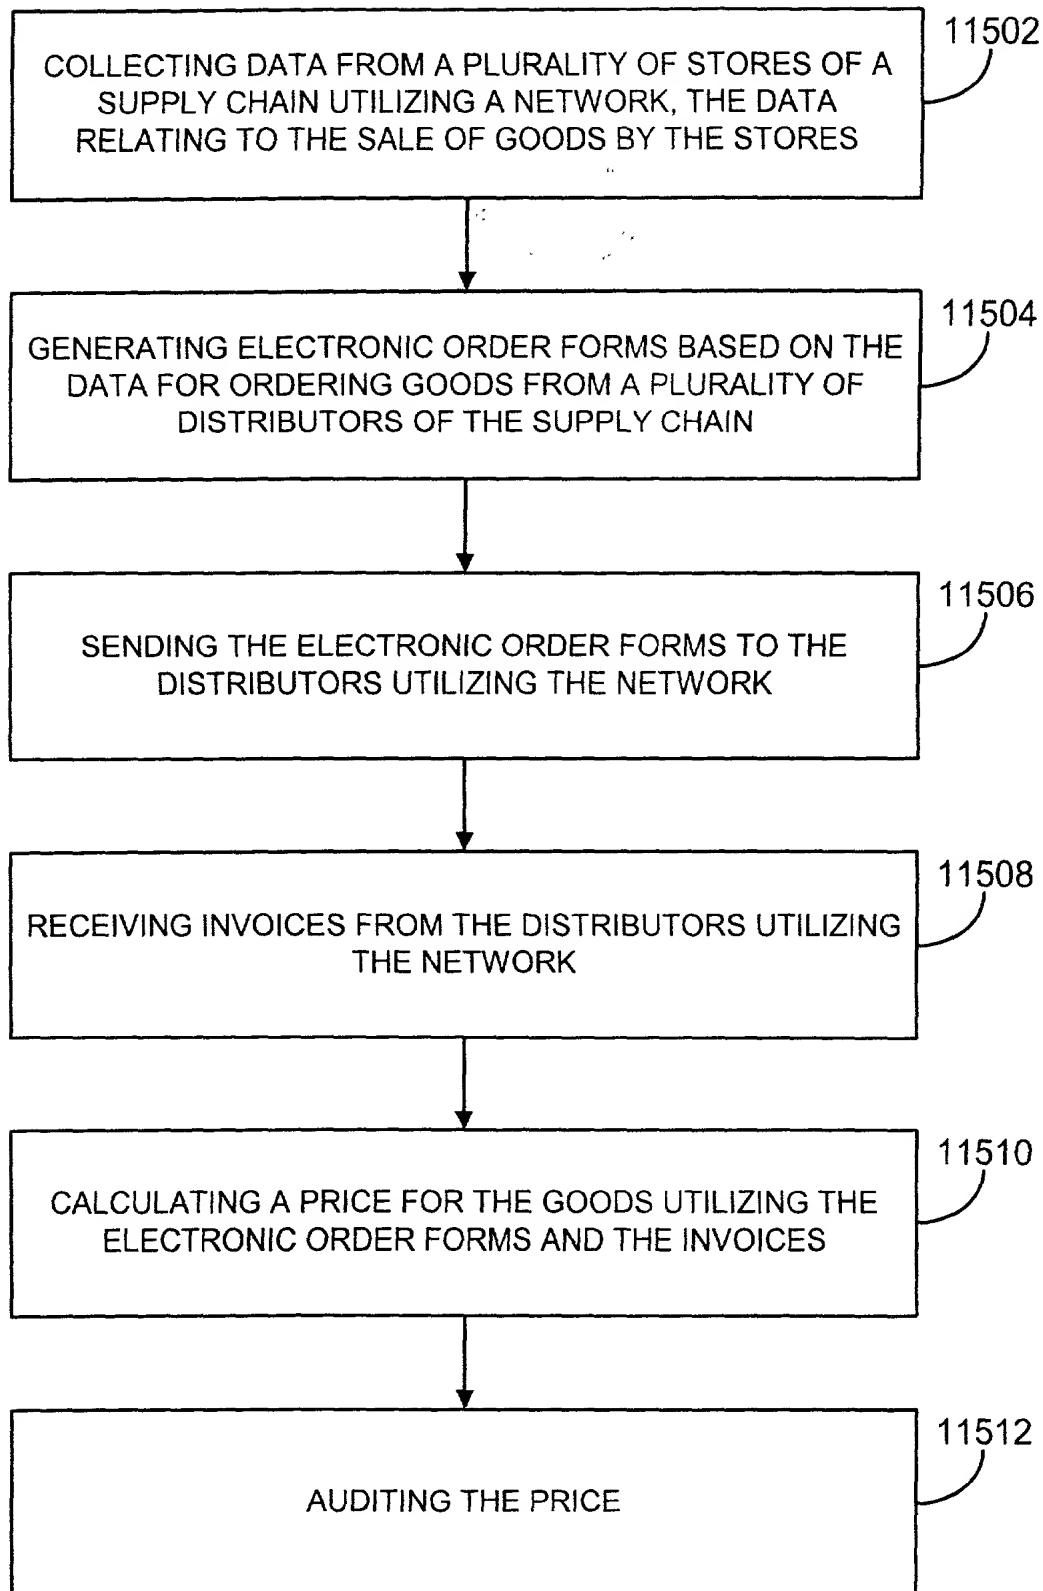 11502
COLLECTING DATA FROM A PLURALITY OF STORES OF A
SUPPLY CHAIN UTILIZING A NETWORK, THE DATA
RELATING TO THE SALE OF GOODS BY THE STORES
11504
GENERATING ELECTRONIC ORDER FORMS BASED ON THE
DATA FOR ORDERING GOODS FROM A PLURALITY OF
DISTRIBUTORS OF THE SUPPLY CHAIN
11506
SENDING THE ELECTRONIC ORDER FORMS TO THE
DISTRIBUTORS UTILIZING THE NETWORK
11508
RECEIVING INVOICES FROM THE DISTRIBUTORS UTILIZING
THE NETWORK
11510
CALCULATING A PRICE FOR THE GOODS UTILIZING THE
ELECTRONIC ORDER FORMS AND THE INVOICES
11512
AUDITING THE PRICE